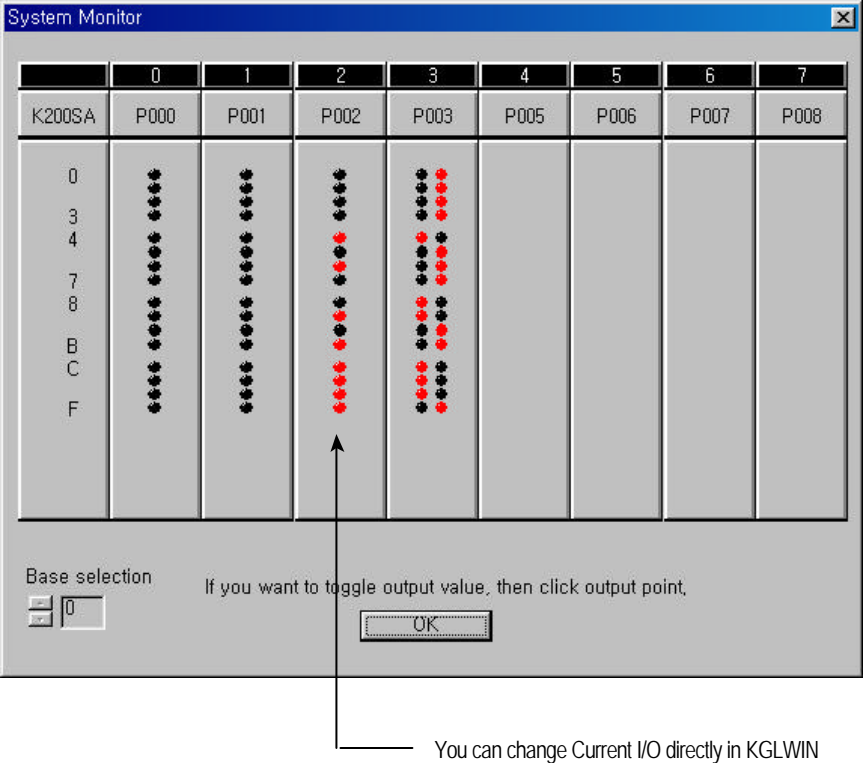 System Monitor
0 1 2 3 4 5 6 7
K200SA P000 P001 P002 P003 P005 P006 P007 P008
0
3
4
7
8
B
C
F
Base selection
0
If you want to toggle output value, then click output point,
OK
You can change Current I/O directly in KGLWIN